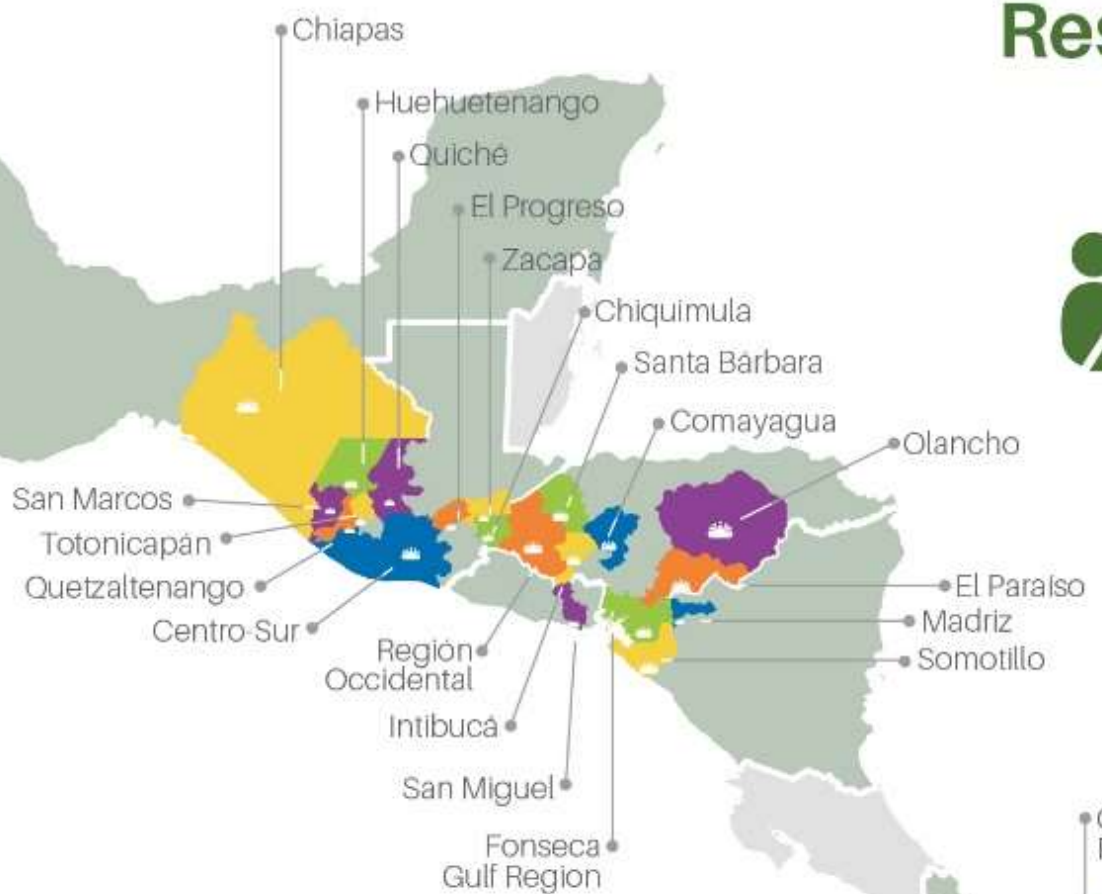 Chiapas
Huehuetenango
Quiché
El Progreso
Zacapa
Chiquimula
Santa Bárbara
Comayagua
Olancho
San Marcos
Totonicapán
Quetzaltenango
Centro-Sur
Región
Occidental
Intibucá
San Miguel
Fonseca
Gulf Region
El Paraíso
Madriz
Somotillo
Res